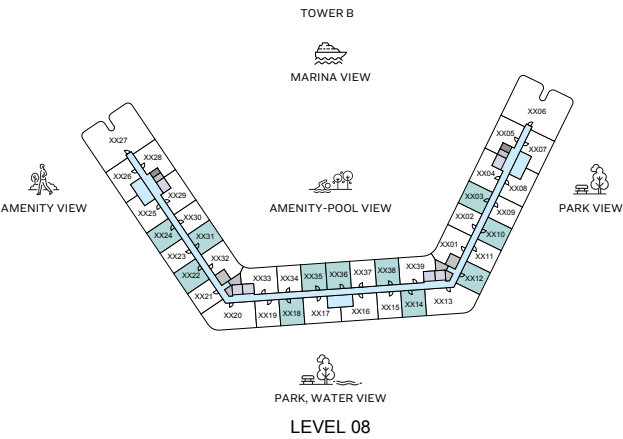 TOWER B
MARINA VIEW
XX06
XX27
XX05
XX07
XX28
XX04
XX26
XX08
XX29
XX03
AMENITY VIEW
AMENITY-POOL VIEW
PARK VIEW
XX25
XX30
XX02
XX09
XX24
XX31
XX10
XX23
XX32
XX01
XX11
XX22
XX33
XX34
XX35
XX36
XX37
XX38
XX39
XX12
XX21
XX20
XX19
XX18
XX17
XX16
XX15
XX14
XX13
PARK, WATER VIEW
LEVEL 08